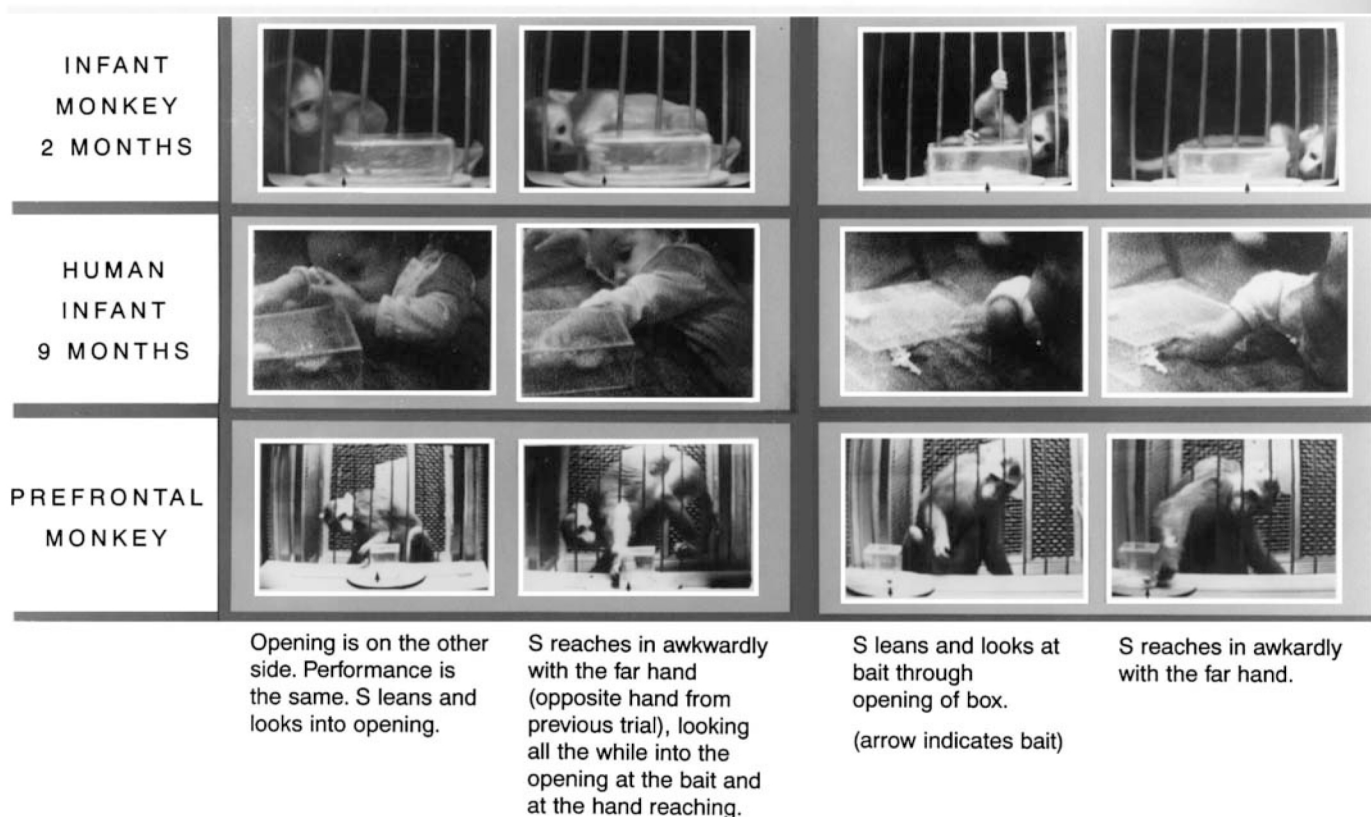 INFANT
MONKEY
2 MONTHS
HUMAN
INFANT
9 MONTHS
PREFRONTAL
MONKEY
Opening is on the other
side. Performance is
the same. S leans and
looks into opening.
S reaches in awkwardly
with the far hand
(opposite hand from
previous trial), looking
all the while into the
opening at the bait and
at the hand reaching.
S leans and looks at
bait through
opening of box.
(arrow indicates bait)
S reaches in awkardly
with the far hand.